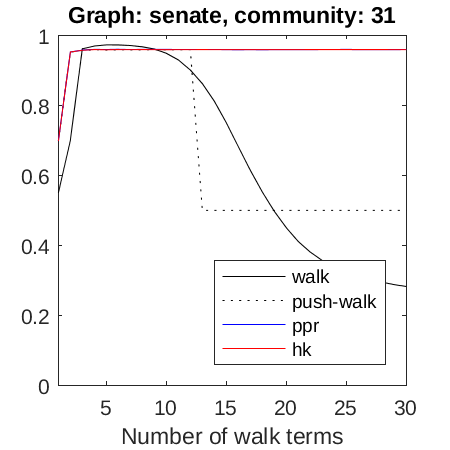 Graph: senate, community: 31
1
0.8
0.6
0.4
0.2
0
walk
push-walk
ppr
hk
5 10 15 20 25 30
Number of walk terms